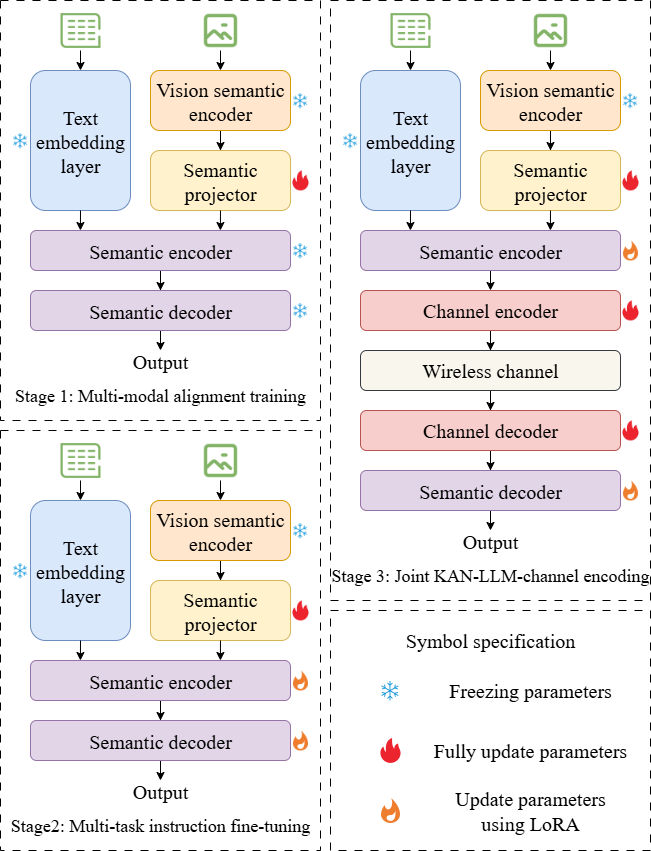 Text
embedding
layer
Vision semantic
encoder
Semantic
projector
Semantic encoder
Semantic decoder
Output
Stage 1: Multi-modal alignment training
Text
embedding
layer
Vision semantic
encoder
Semantic
projector
Semantic encoder
Semantic decoder
Output
Stage2: Multi-task instruction fine-tuning
Text
embedding
layer
Vision semantic
encoder
Semantic
projector
Semantic encoder
Channel encoder
Wireless channel
Channel decoder
Semantic decoder
Output
Stage 3: Joint KAN-LLM-channel encoding
Symbol specification
Freezing parameters
Fully update parameters
Update parameters
using LoRA